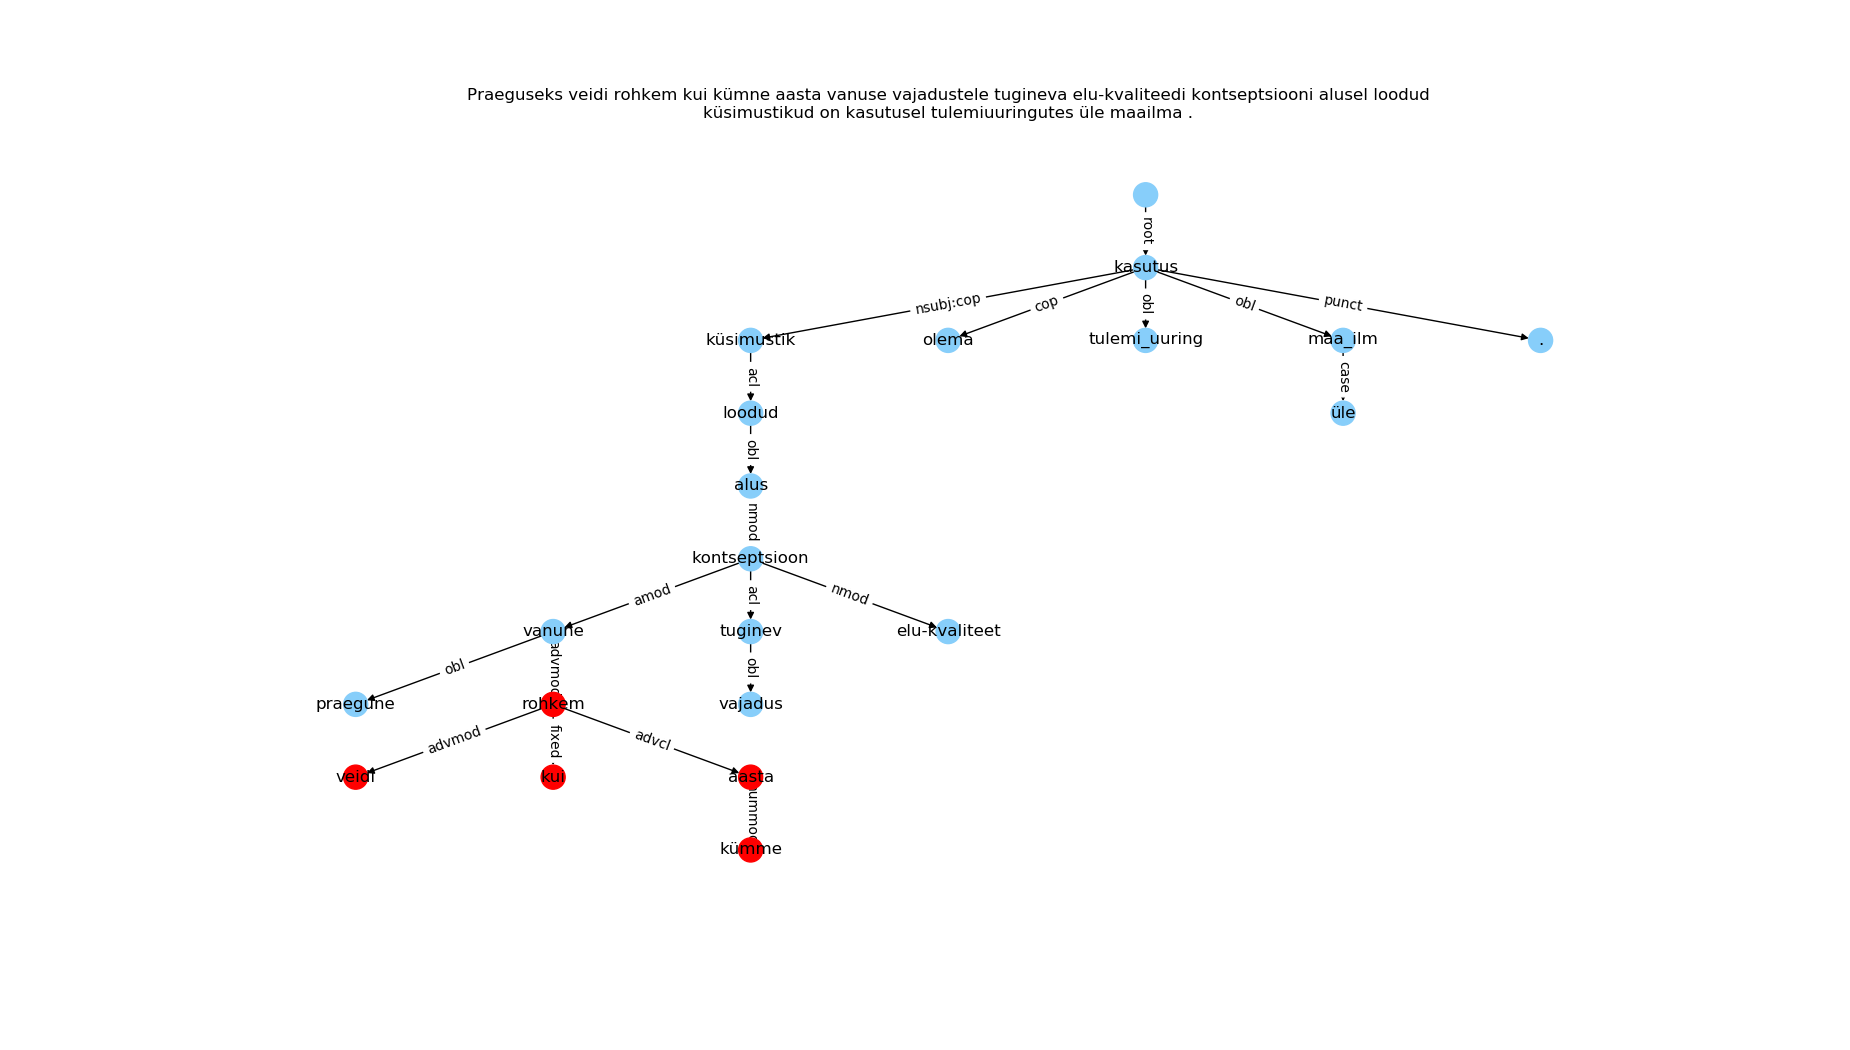 Praeguseks veidi rohkem kui kümne aasta vanuse vajadustele tugineva elu-kvaliteedi kontseptsiooni alusel loodud
küsimustikud on kasutusel tulemiuuringutes üle maailma .
root
kasutus
nsubj:cop cop obl obl punct
küsimustik olema tulemi_uuring maa_ilm .
acl case
loodud üle
obl
alus
nmod
kontseptsioon
amod acl nmod
vanune tuginev elu-kvaliteet
obl advmod obl
praegune rohkem vajadus
advmod fixed advcl
veidi kui aasta
nummod
kümme